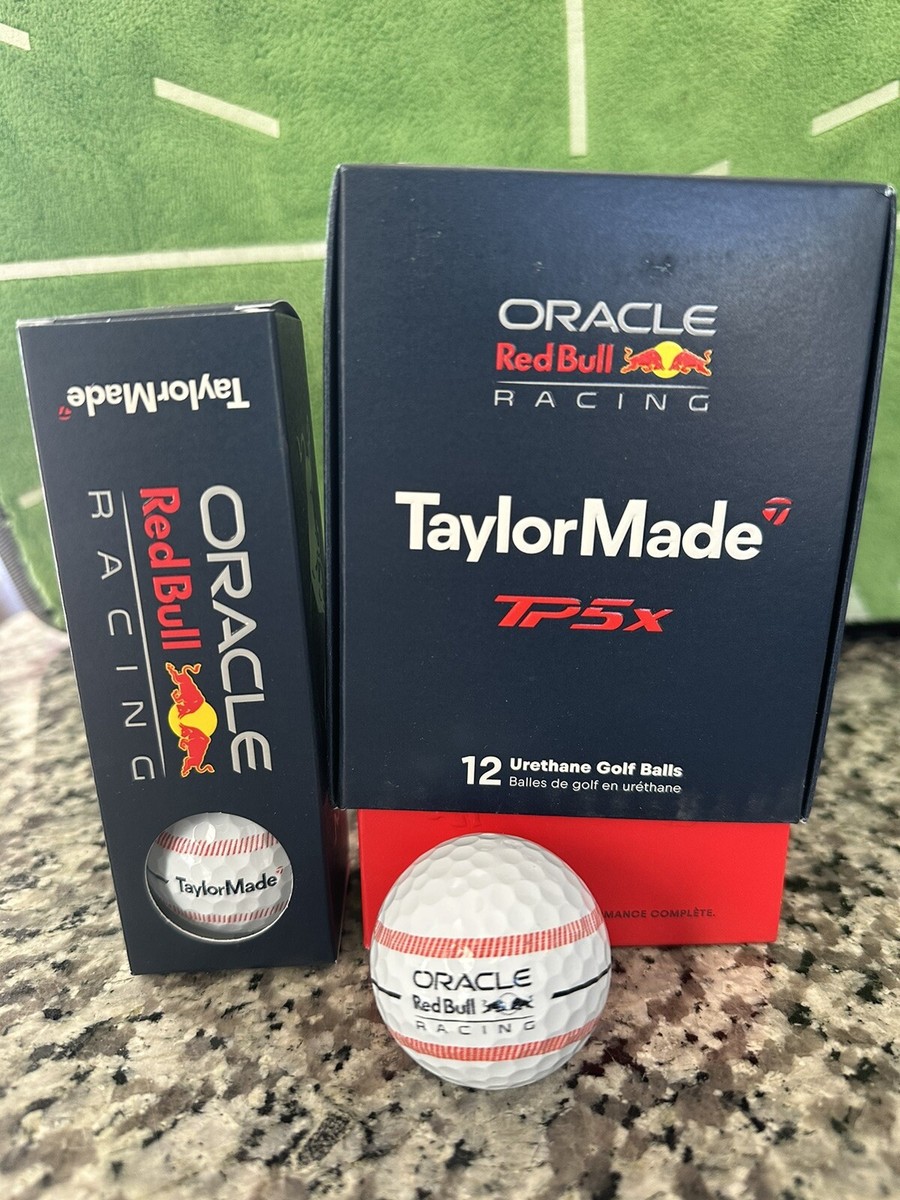 TaylorMade
ORACLE
Red Bull
RACING
TaylorMade
ORACLE
Red Bull
RACING
TaylorMade
TP5x
12 Urethane Golf Balls
Balles de golf en uréthane
MANCE COMPLÈTE.
ORACLE
Red Bull
RACING